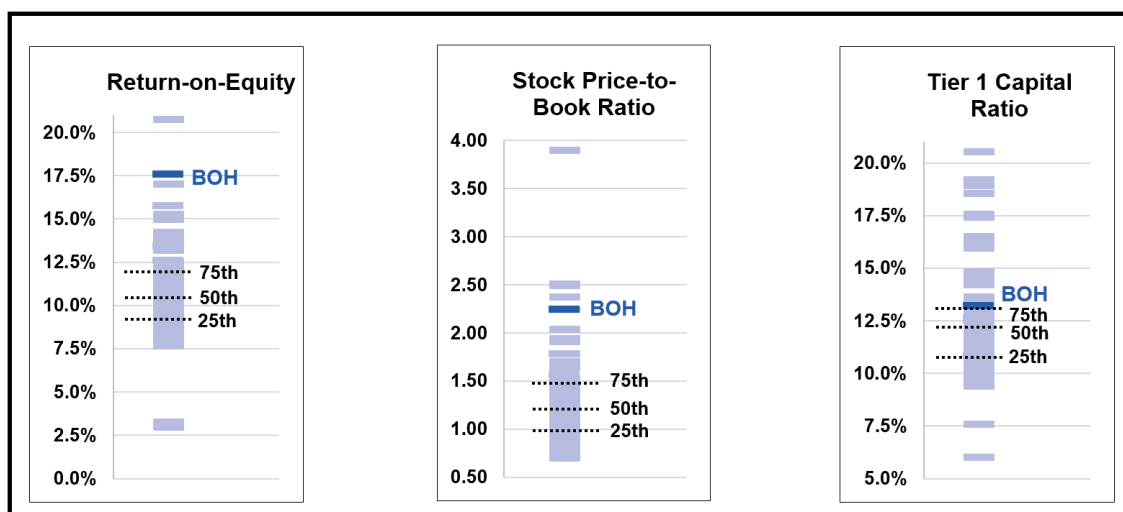 Return-on-Equity
20.0%
17.5%
BOH
15.0%
12.5%
75th
10.0%
50th
25th
7.5%
5.0%
2.5%
0.0%
Stock Price-to-
Book Ratio
4.00
3.50
3.00
2.50
BOH
2.00
1.50
75th
50th
1.00
25th
0.50
Tier 1 Capital
Ratio
20.0%
17.5%
15.0%
BOH
75th
12.5%
50th
25th
10.0%
7.5%
5.0%